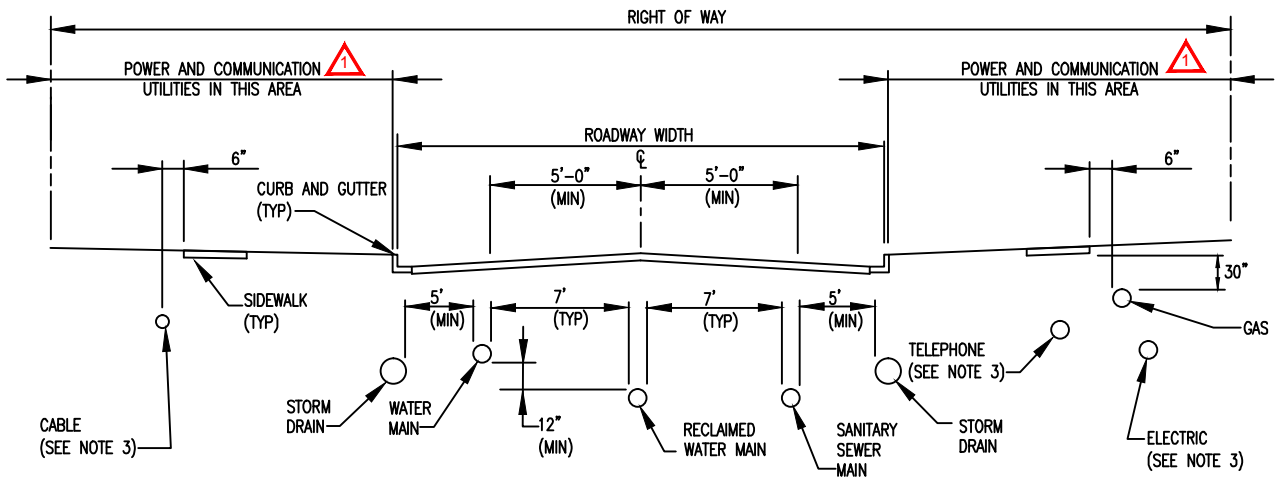 RIGHT OF WAY
POWER AND COMMUNICATION
UTILITIES IN THIS AREA
1
POWER AND COMMUNICATION
UTILITIES IN THIS AREA
1
ROADWAY WIDTH
℄
6"
5'-0"
(MIN)
5'-0"
(MIN)
6"
CURB AND GUTTER
(TYP)
30"
SIDEWALK
(TYP)
5'
(MIN)
7'
(TYP)
7'
(TYP)
5'
(MIN)
GAS
TELEPHONE
(SEE NOTE 3)
CABLE
(SEE NOTE 3)
STORM
DRAIN
WATER
MAIN
12"
(MIN)
RECLAIMED
WATER MAIN
SANITARY
SEWER
MAIN
STORM
DRAIN
ELECTRIC
(SEE NOTE 3)